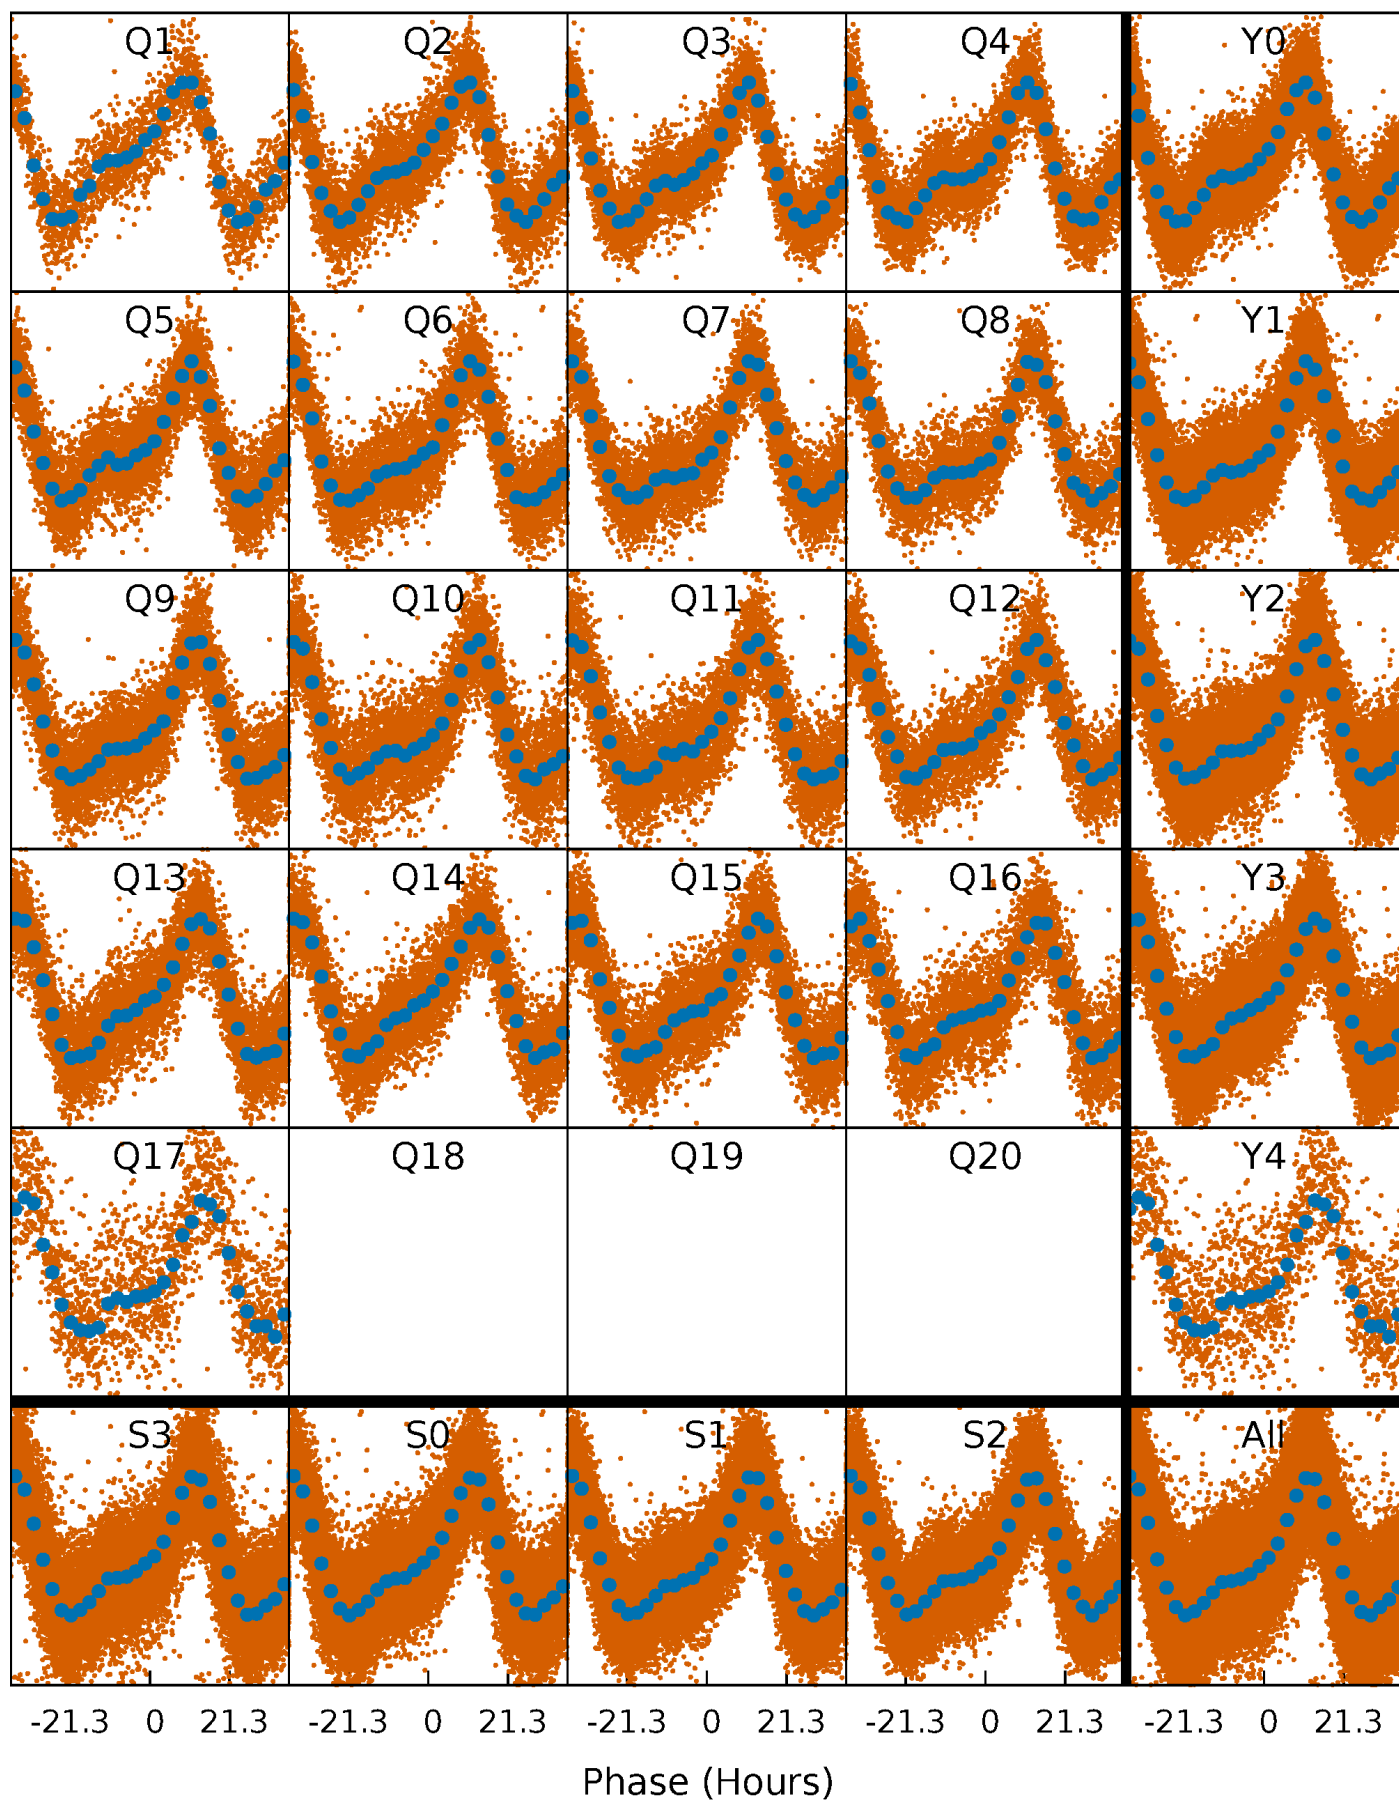 Q1 Q2 Q3 Q4 Y0
Q5 Q6 Q7 Q8 Y1
Q9 Q10 Q11 Q12 Y2
Q13 Q14 Q15 Q16 Y3
Q17 Q18 Q19 Q20 Y4
S3 S0 S1 S2 All
-21.3 0 21.3 -21.3 0 21.3 -21.3 0 21.3 -21.3 0 21.3 -21.3 0 21.3
Phase (Hours)